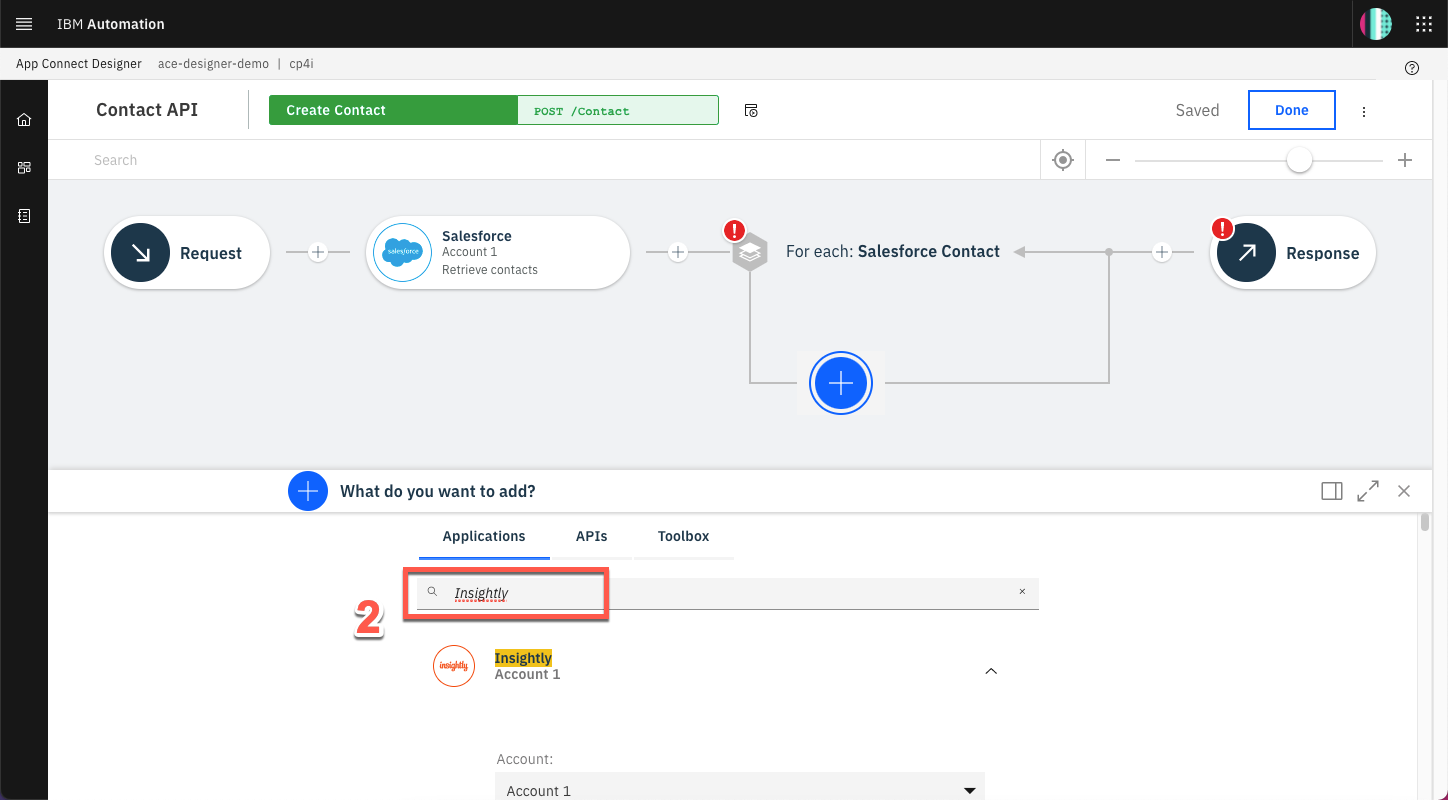 IBM Automation
App Connect Designer ace-designer-demo | cp4i
Contact API
Create Contact
POST /Contact
Saved
Done
Search
Request
salesforce
Salesforce
Account 1
Retrieve contacts
!
For each: Salesforce Contact
!
Response
What do you want to add?
Applications
APIs
Toolbox
2
Insightly
insightly
Insightly
Account 1
Account:
Account 1